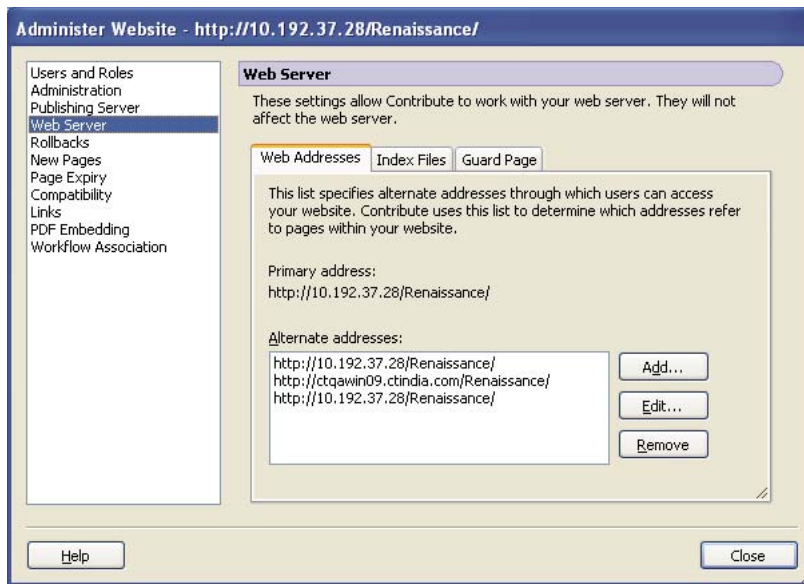 Administer Website - http://10.192.37.28/Renaissance/
Users and Roles
Administration
Publishing Server
Web Server
Rollbacks
New Pages
Page Expiry
Compatibility
Links
PDF Embedding
Workflow Association
Web Server
These settings allow Contribute to work with your web server. They will not
affect the web server.
Web Addresses
Index Files
Guard Page
This list specifies alternate addresses through which users can access
your website. Contribute uses this list to determine which addresses refer
to pages within your website.
Primary address:
http://10.192.37.28/Renaissance/
Alternate addresses:
http://10.192.37.28/Renaissance/
http://ctqawin09.ctindia.com/Renaissance/
http://10.192.37.28/Renaissance/
Add...
Edit...
Remove
Help
Close